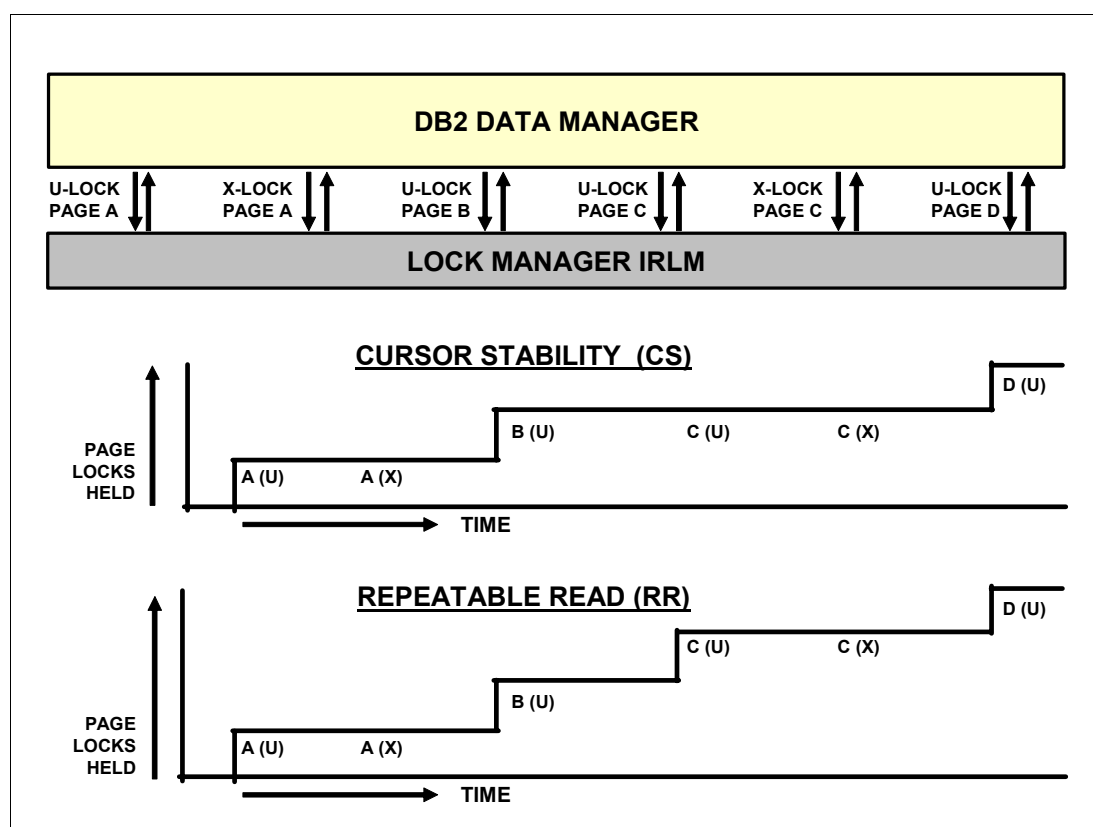 DB2 DATA MANAGER
U-LOCK
PAGE A
X-LOCK
PAGE A
U-LOCK
PAGE B
U-LOCK
PAGE C
X-LOCK
PAGE C
U-LOCK
PAGE D
LOCK MANAGER IRLM
CURSOR STABILITY (CS)
PAGE
LOCKS
HELD
A (U)
A (X)
B (U)
C (U)
C (X)
D (U)
TIME
REPEATABLE READ (RR)
PAGE
LOCKS
HELD
A (U)
A (X)
B (U)
C (U)
C (X)
D (U)
TIME